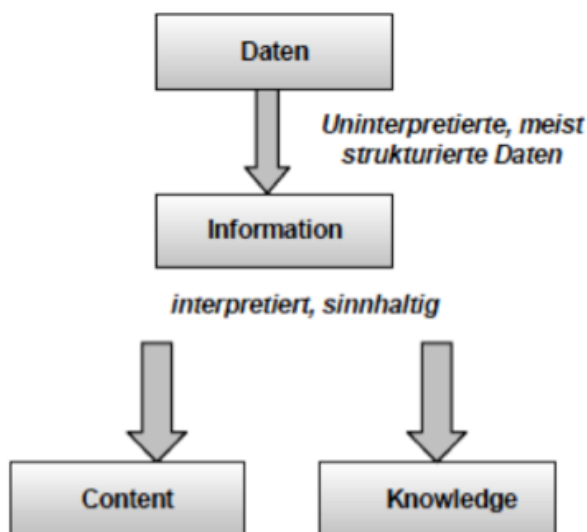 Daten
Uninterpretierte, meist
strukturierte Daten
Information
interpretiert, sinnhaltig
Content
Knowledge